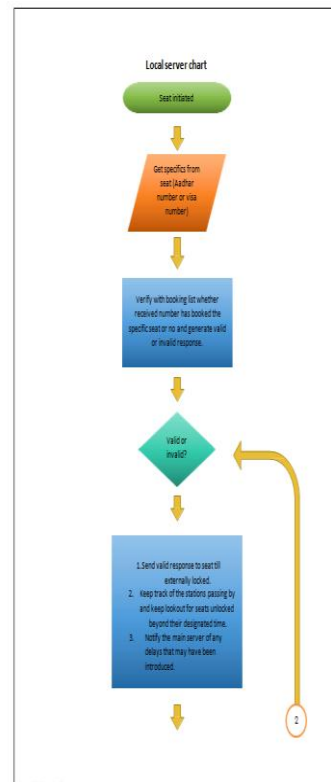 Local server chart
Seat initiated
Get specifics from
seat (Aadhar
number or visa
number)
Verify with booking list whether
received number has booked the
specific seat or no and generate valid
or invalid response.
Valid or
invalid?
1. Send valid response to seat till
externally locked.
2. Keep track of the stations passing by
and keep lookout for seats unlocked
beyond their designated time.
3. Notify the main server of any
delays that may have been
introduced.
2